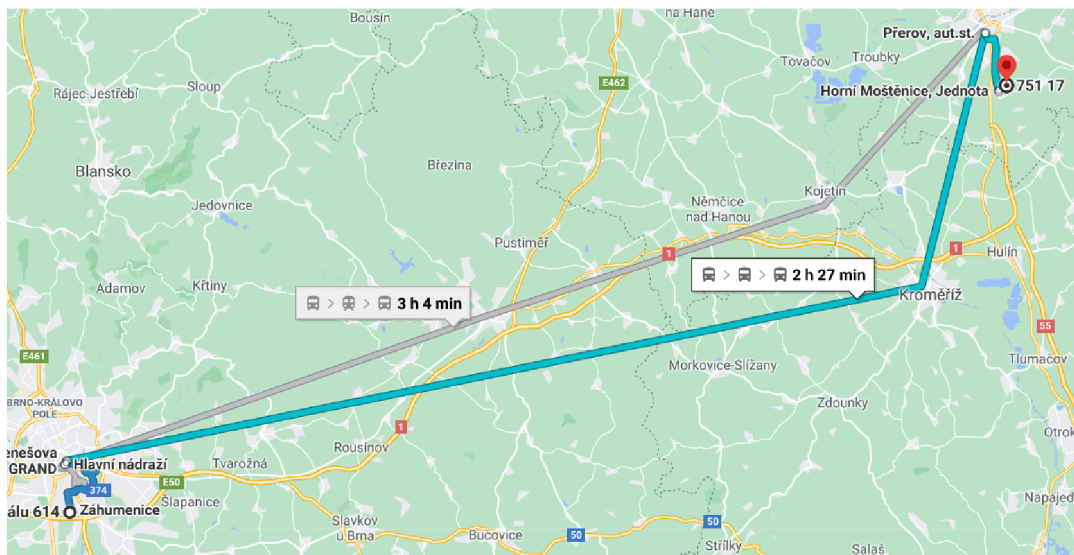 Bousín
na Hané
Přerov, aut.st.
Troubky
Tovačov
E462
Rájec-Jestřebí
Sloup
751 17
Horní Moštěnice, Jednota
Březina
Blansko
Jedovnice
Kojetín
Němčice
nad Hanou
Pustiměř
1
1
Hulín
2 h 27 min
Adamov
Křtiny
3 h 4 min
Kroměříž
55
E461
Tlumačov
Morkovice-Slížany
BRNO-KRÁLOVO
POLE
Zdounky
1
Otrok
Rousínov
enešova
GRAND
Hlavní nádraží
Tvarožná
E50
374
Šlapanice
Napajed
álu 614
Záhumenice
Slavkov
u Brna
50
50
Bučovice
Střílky
Salaš